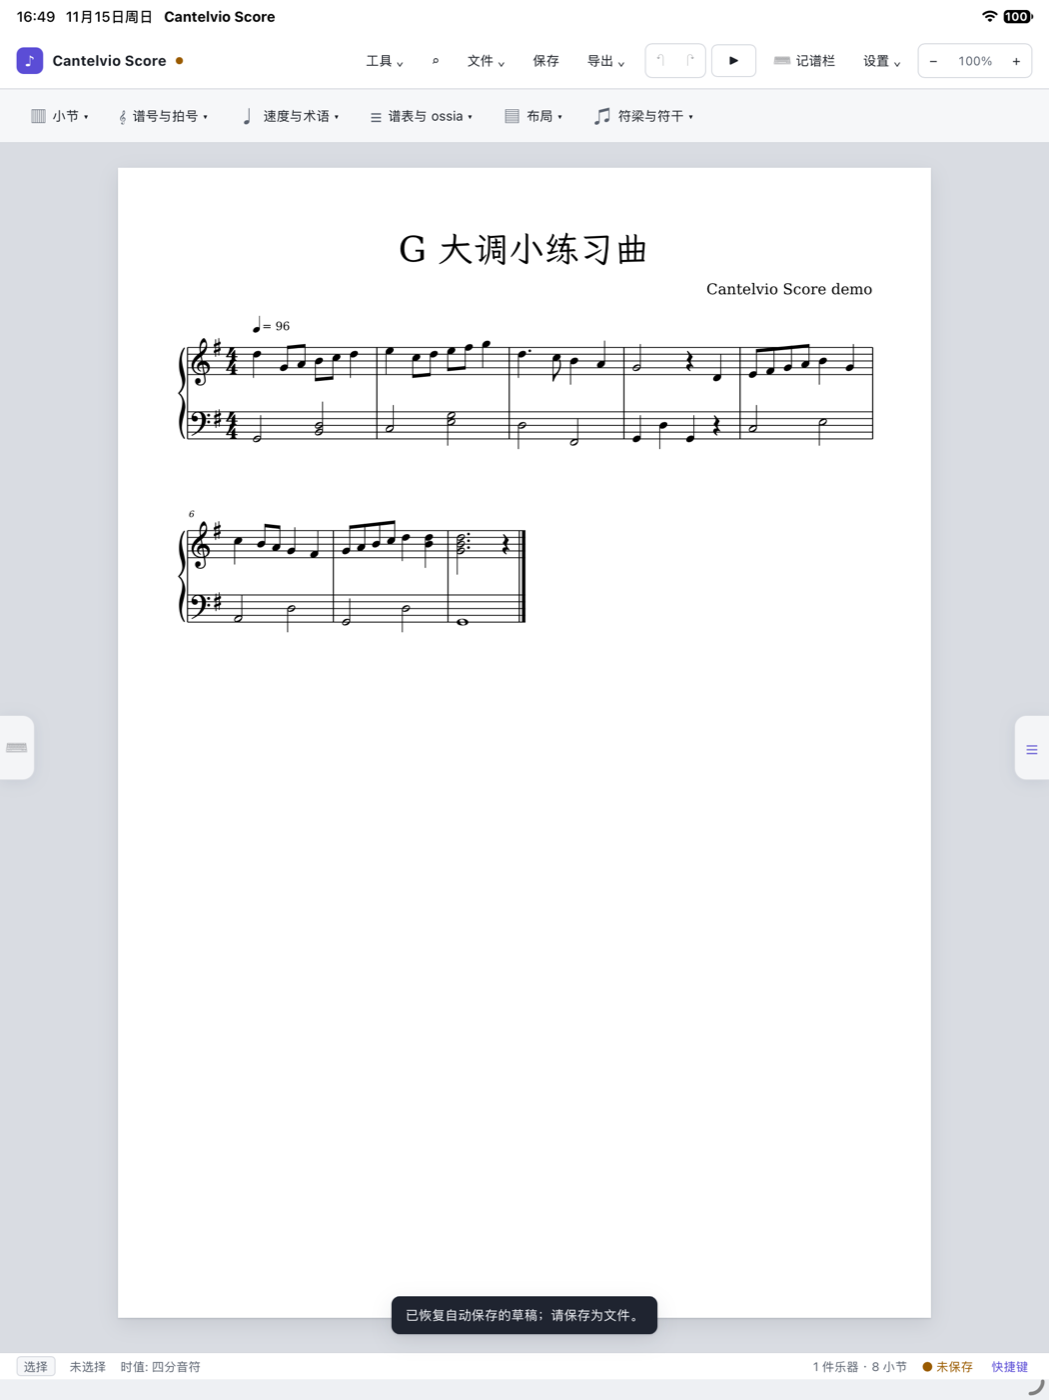 16:49 11月15日周日 Cantelvio Score 100
Cantelvio Score 工具 文件 保存 导出 记谱栏 设置 − 100% +
小节 谱号与拍号 速度与术语 谱表与 ossia 布局 符梁与符干
G 大调小练习曲
Cantelvio Score demo
= 96
4
4
4
4
6
已恢复自动保存的草稿；请保存为文件。
选择 未选择 时值: 四分音符 1 件乐器 · 8 小节 未保存 快捷键